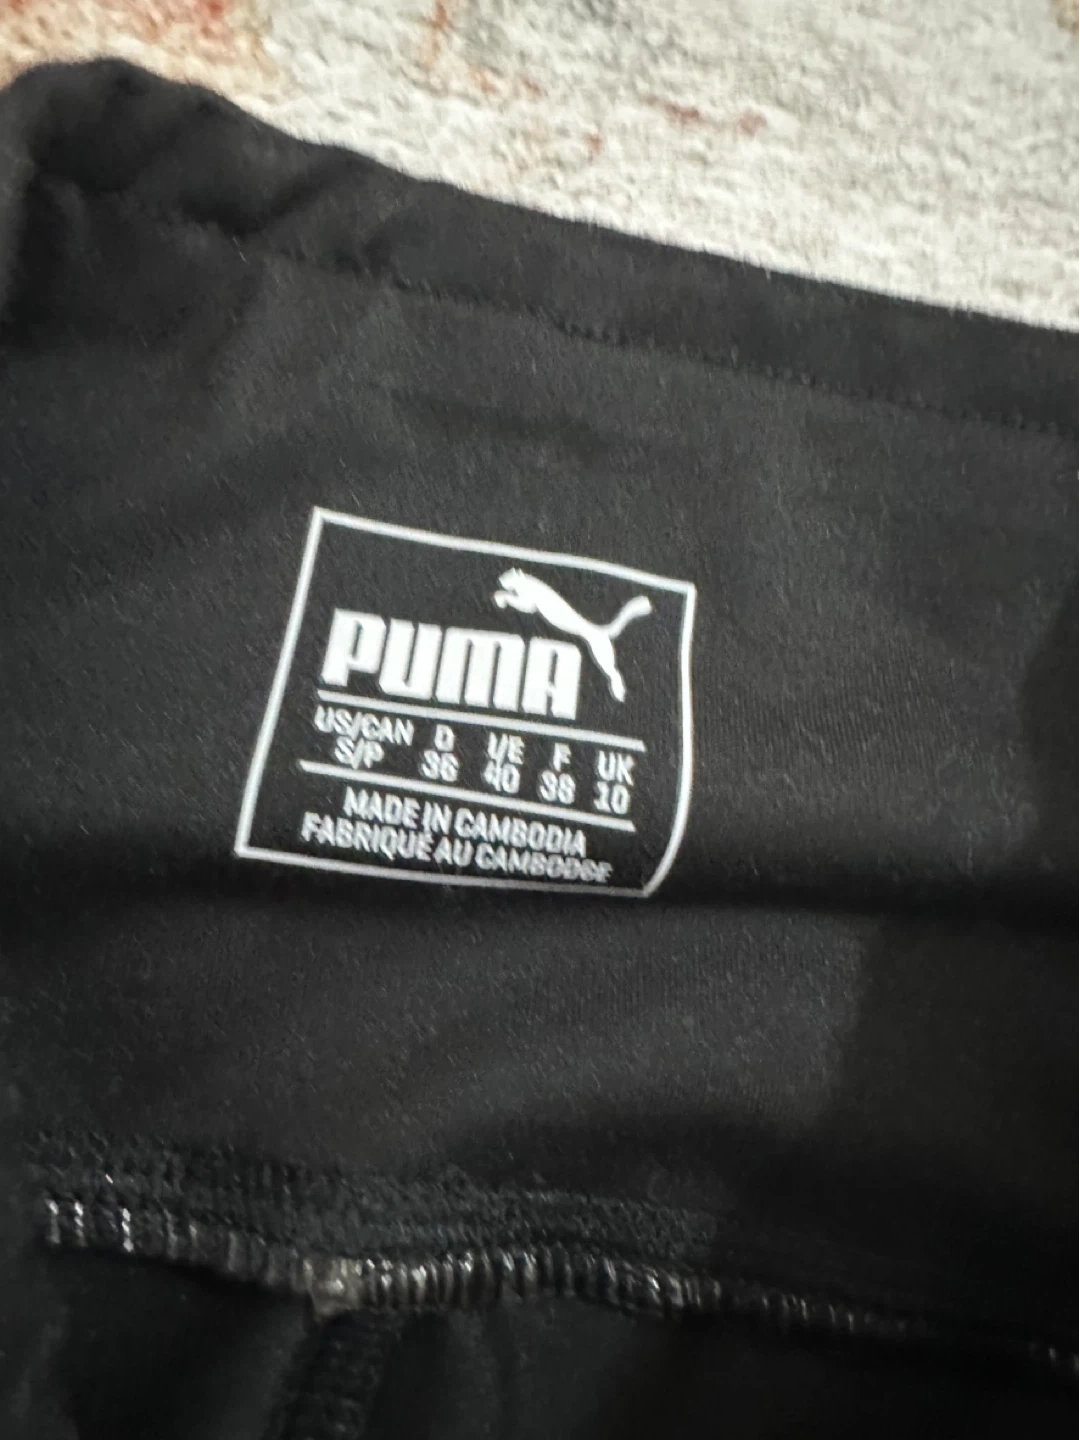 PUMA
US/CAN D I/E F UK
S/P 36 40 38 10
MADE IN CAMBODIA
FABRIQUÉ AU CAMBODGE